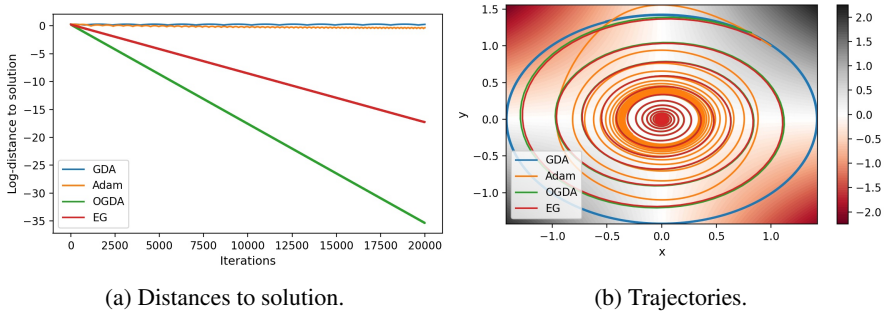 0
−5
−10
−15
−20
−25
−30
−35
Log-distance to solution
GDA
Adam
OGDA
EG
0 2500 5000 7500 10000 12500 15000 17500 20000
Iterations
(a) Distances to solution.
1.5
1.0
0.5
0.0
−0.5
−1.0
y
GDA
Adam
OGDA
EG
−1.0 −0.5 0.0 0.5 1.0
x
2.0
1.5
1.0
0.5
0.0
−0.5
−1.0
−1.5
−2.0
(b) Trajectories.